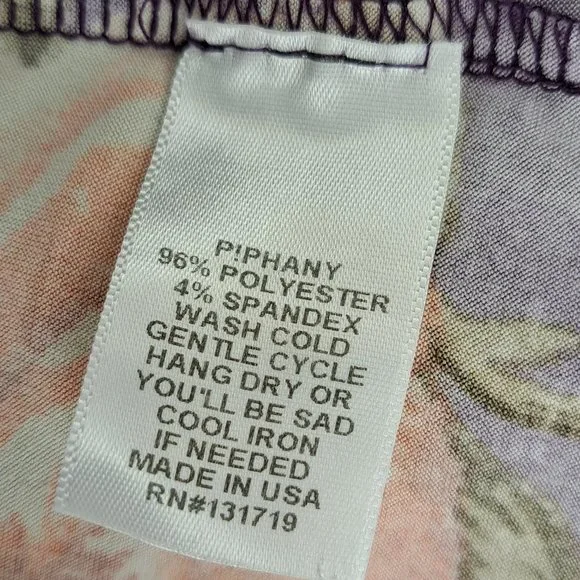 P!PHANY
96% POLYESTER
4% SPANDEX
WASH COLD
GENTLE CYCLE
HANG DRY OR
YOU'LL BE SAD
COOL IRON
IF NEEDED
MADE IN USA
RN#131719